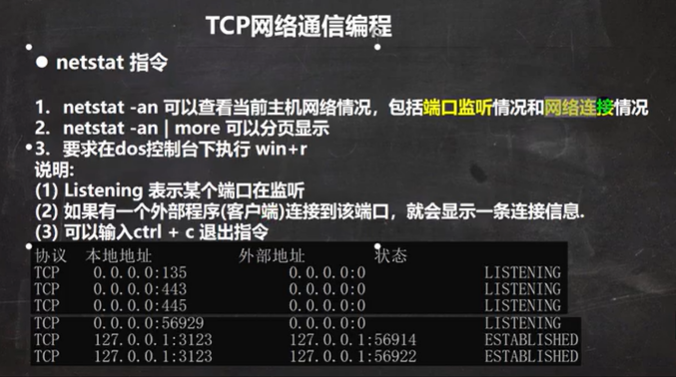 TCP网络通信编程
● netstat 指令
1. netstat -an 可以查看当前主机网络情况，包括端口监听情况和网络连接情况
2. netstat -an | more 可以分页显示
3. 要求在dos控制台下执行 win+r
说明:
(1) Listening 表示某个端口在监听
(2) 如果有一个外部程序(客户端)连接到该端口，就会显示一条连接信息.
(3) 可以输入ctrl + c 退出指令
协议 本地地址 外部地址 状态
TCP 0.0.0.0:135 0.0.0.0:0 LISTENING
TCP 0.0.0.0:443 0.0.0.0:0 LISTENING
TCP 0.0.0.0:445 0.0.0.0:0 LISTENING
TCP 0.0.0.0:56929 0.0.0.0:0 LISTENING
TCP 127.0.0.1:3123 127.0.0.1:56914 ESTABLISHED
TCP 127.0.0.1:3123 127.0.0.1:56922 ESTABLISHED